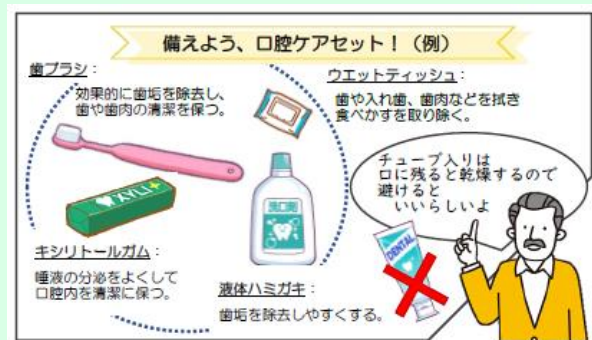 備えよう、口腔ケアセット！（例）
歯ブラシ：
効果的に歯垢を除去し、
歯や歯肉の清潔を保つ。
ウエットティッシュ：
歯や入れ歯、歯肉などを拭き
食べかすを取り除く。
XYLI+
洗口剤
キシリトールガム：
唾液の分泌をよくして
口腔内を清潔に保つ。
液体ハミガキ：
歯垢を除去しやすくする。
チューブ入りは
口に残ると乾燥するので
避けると
いいらしいよ
DENTAL